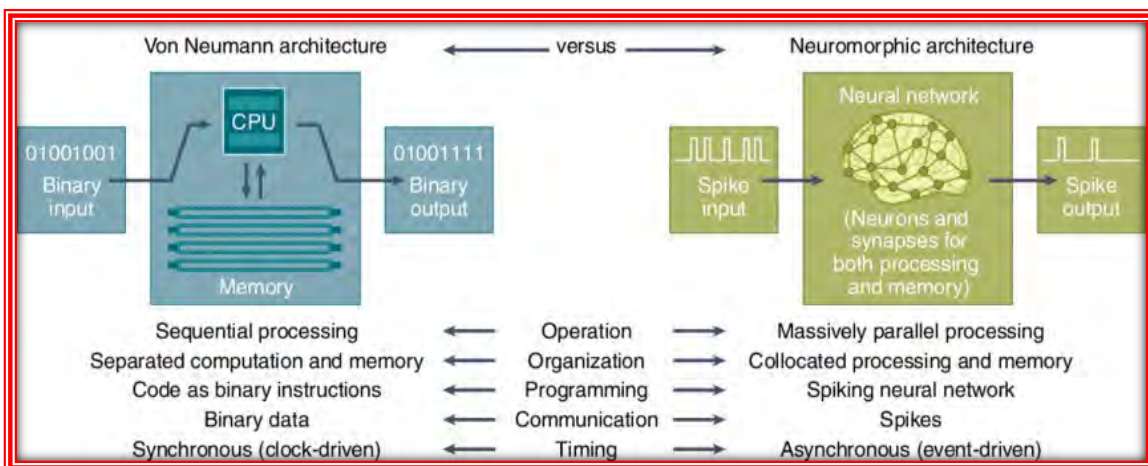 Von Neumann architecture versus Neuromorphic architecture
01001001
Binary
input
CPU
Memory
01001111
Binary
output
Spike
input
Neural network
(Neurons and
synapses for
both processing
and memory)
Spike
output
Sequential processing Operation Massively parallel processing
Separated computation and memory Organization Collocated processing and memory
Code as binary instructions Programming Spiking neural network
Binary data Communication Spikes
Synchronous (clock-driven) Timing Asynchronous (event-driven)